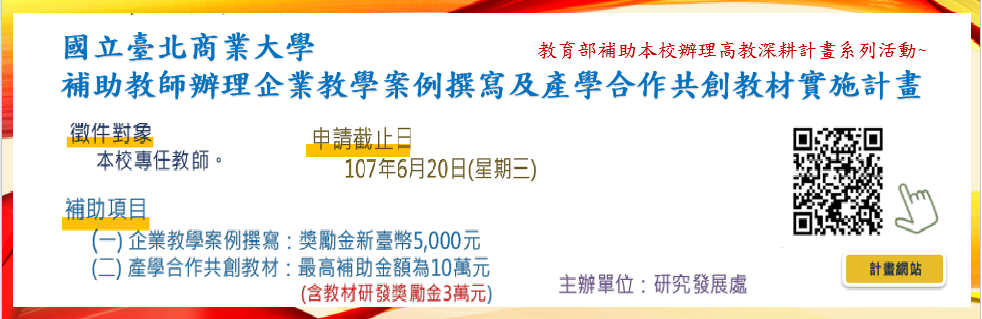 國立臺北商業大學
教育部補助本校辦理高教深耕計畫系列活動~
補助教師辦理企業教學案例撰寫及產學合作共創教材實施計畫
徵件對象
本校專任教師。
申請截止日
107年6月20日(星期三)
補助項目
(一) 企業教學案例撰寫：獎勵金新臺幣5,000元
(二) 產學合作共創教材：最高補助金額為10萬元
(含教材研發獎勵金3萬元)
主辦單位：研究發展處
計畫網站